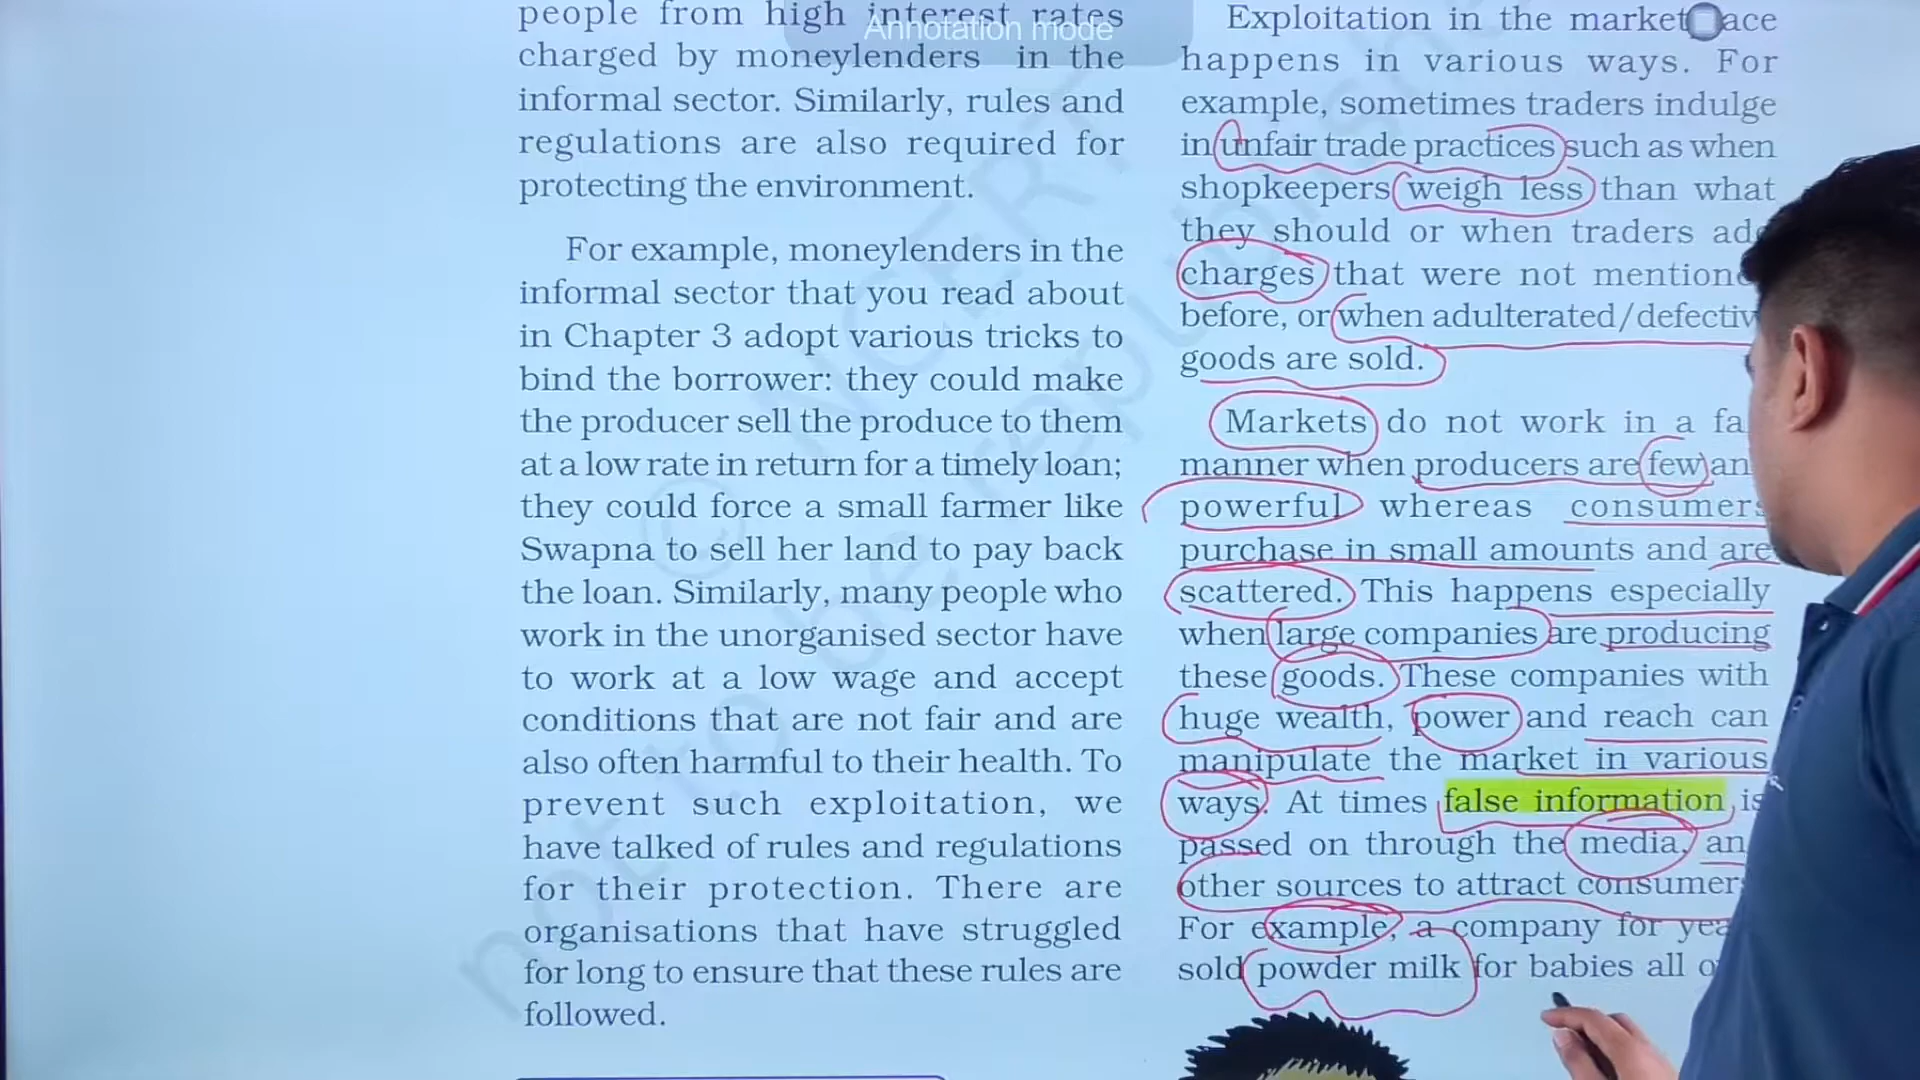 Annotation mode
people from high interest rates
charged by moneylenders in the
informal sector. Similarly, rules and
regulations are also required for
protecting the environment.
For example, moneylenders in the
informal sector that you read about
in Chapter 3 adopt various tricks to
bind the borrower: they could make
the producer sell the produce to them
at a low rate in return for a timely loan;
they could force a small farmer like
Swapna to sell her land to pay back
the loan. Similarly, many people who
work in the unorganised sector have
to work at a low wage and accept
conditions that are not fair and are
also often harmful to their health. To
prevent such exploitation, we
have talked of rules and regulations
for their protection. There are
organisations that have struggled
for long to ensure that these rules are
followed.
Exploitation in the
happens in various ways. For
example, sometimes traders indulge
in unfair trade practices such as when
shopkeepers weigh less than what
they should or when traders
charges that were not
before, or when adulterated/
goods are sold.
Markets do not work in a
manner when producers are few
powerful whereas
purchase in small amounts and are
scattered. This happens especially
when large companies are producing
these goods. These companies with
huge wealth, power and reach can
manipulate the market in various
ways. At times false information is
passed on through the media,
other sources to attract
For example, a company for
sold powder milk for babies all
© NCERT
not to be